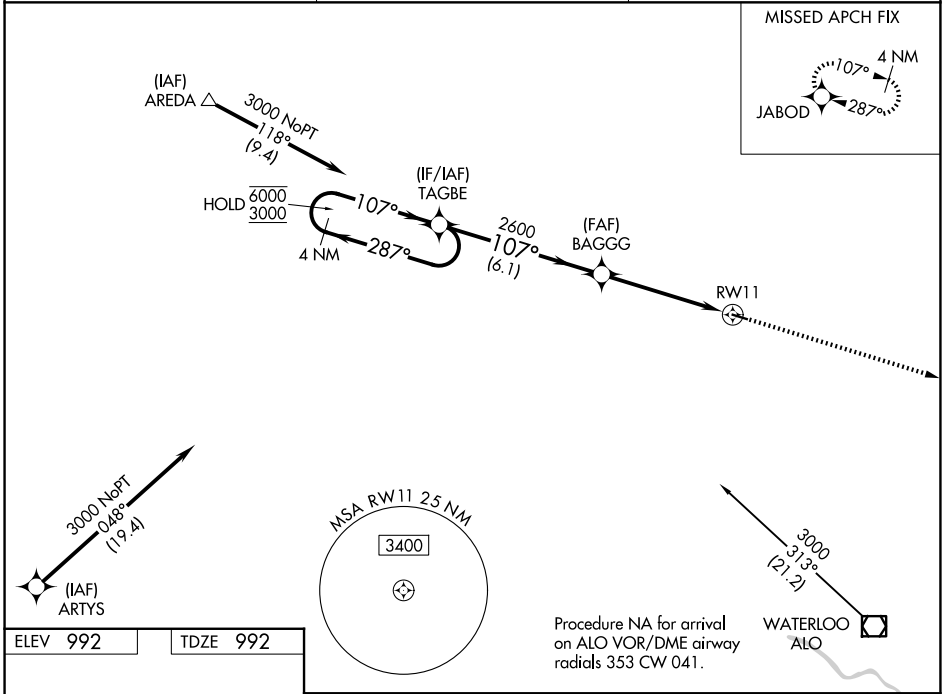 MISSED APCH FIX
4 NM
107°
JABOD
287°
(IAF)
AREDA
3000 NoPT
118°
(9.4)
(IF/IAF)
TAGBE
HOLD
6000
3000
107°
4 NM
287°
2600
107°
(6.1)
(FAF)
BAGGG
RW11
3000 NoPT
048°
(19.4)
(IAF)
ARTYS
MSA RW11 25 NM
3400
3000
313°
(21.2)
Procedure NA for arrival
on ALO VOR/DME airway
radials 353 CW 041.
WATERLOO
ALO
ELEV 992
TDZE 992